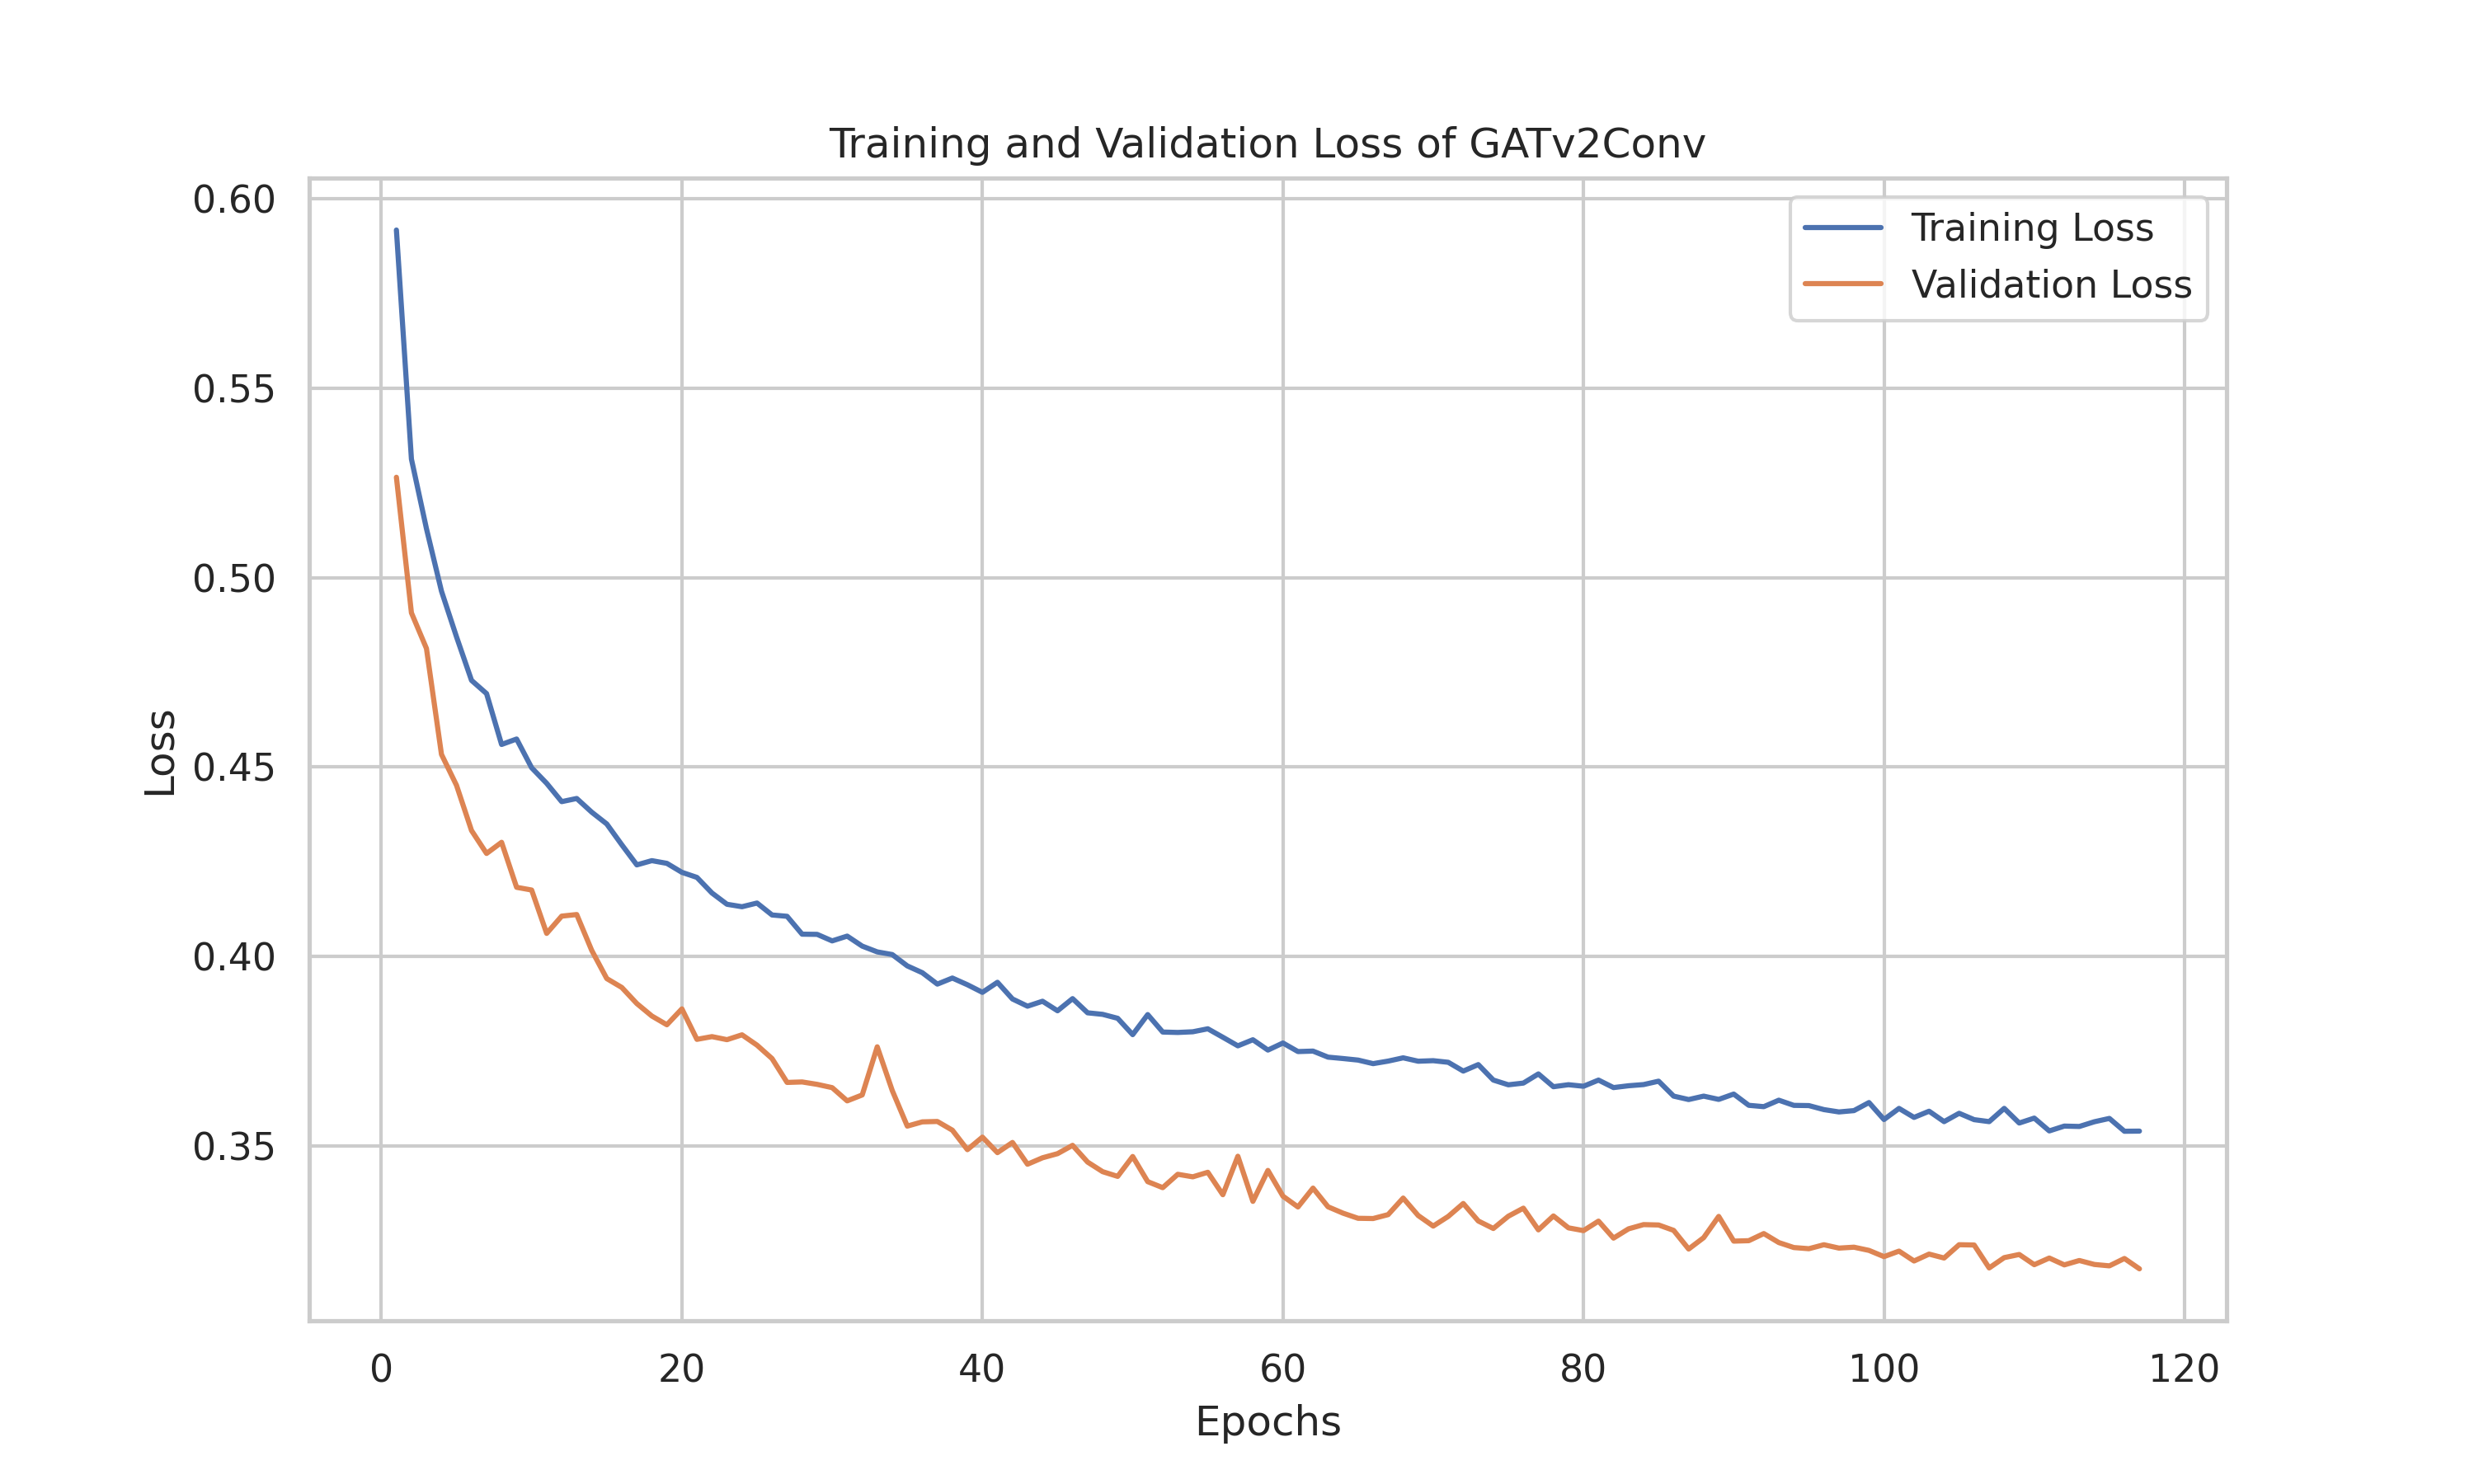 Training and Validation Loss of GATv2Conv
Training Loss
Validation Loss
Loss
0.60
0.55
0.50
0.45
0.40
0.35
0 20 40 60 80 100 120
Epochs